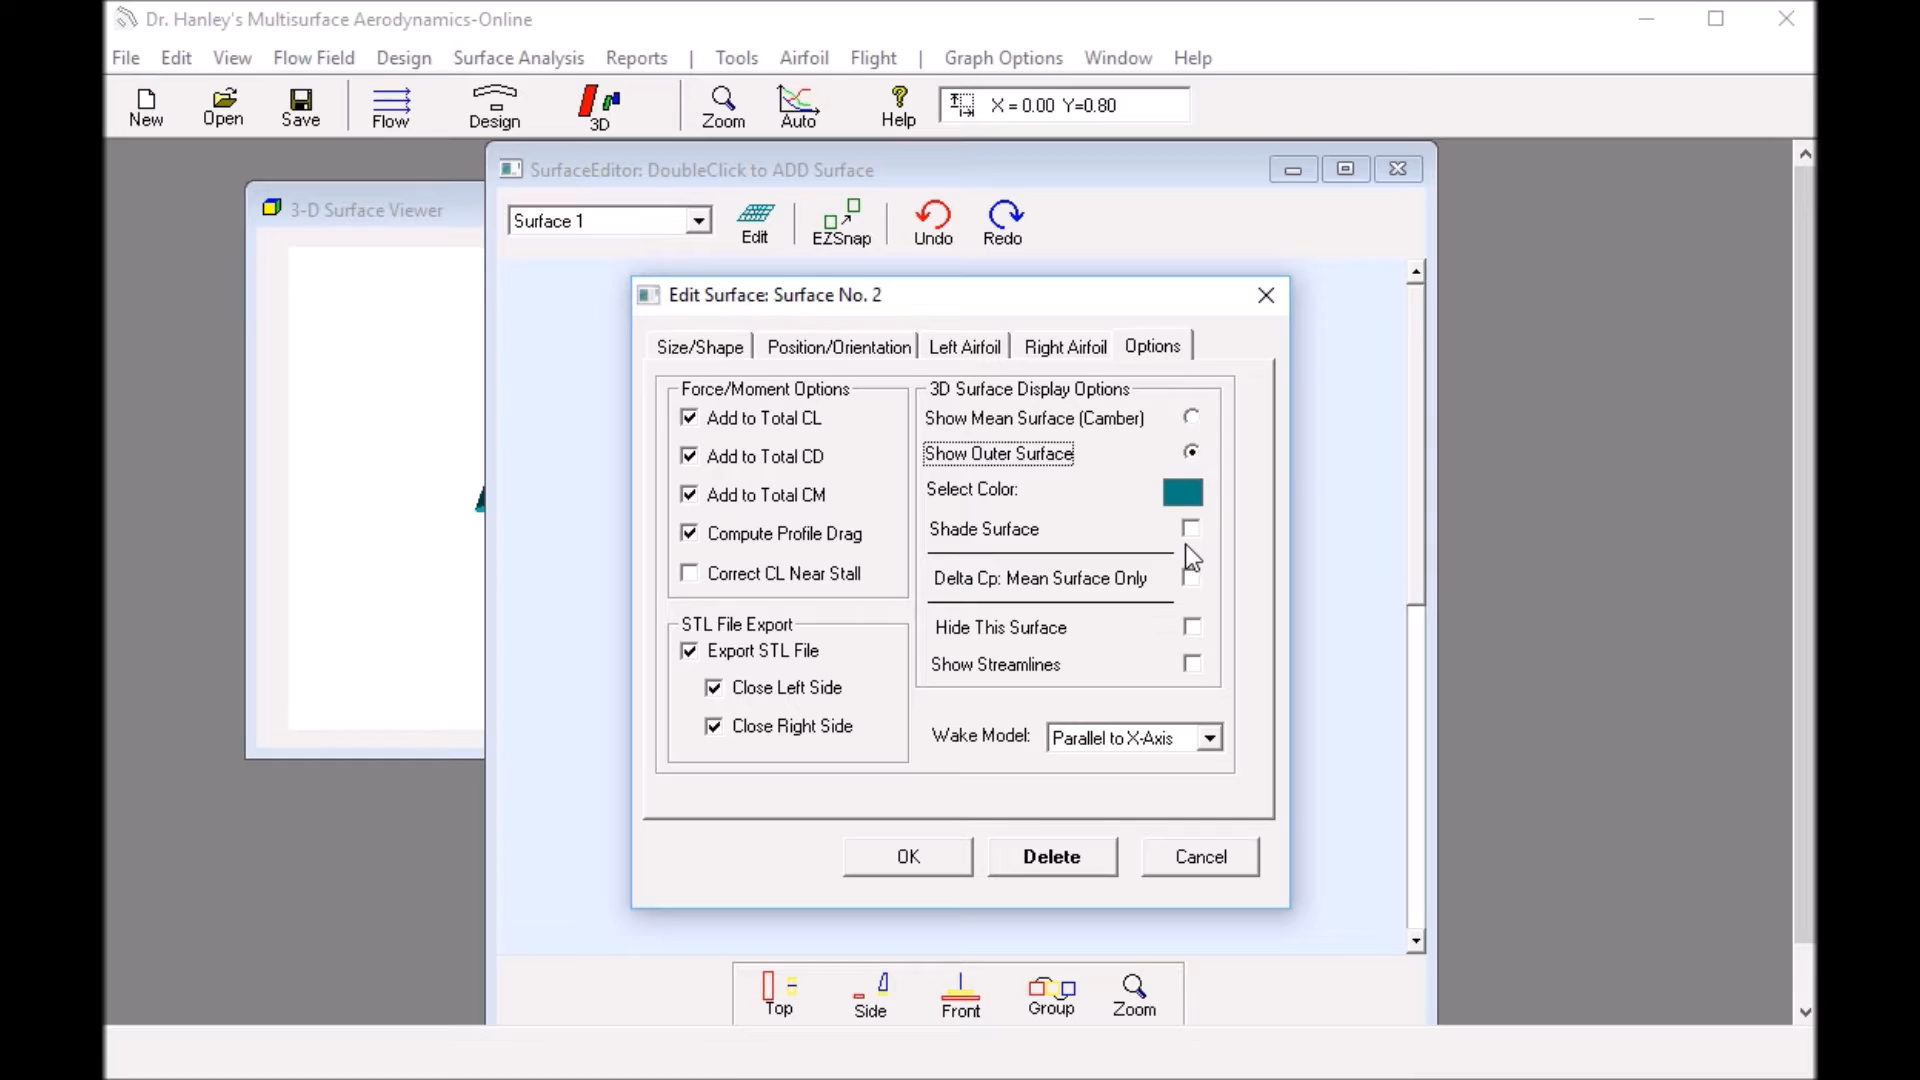 Dr. Hanley's Multisurface Aerodynamics-Online
File Edit View Flow Field Design Surface Analysis Reports | Tools Airfoil Flight | Graph Options Window Help
New Open Save Flow Design 3D Zoom Auto Help X = 0.00 Y=0.80
SurfaceEditor: DoubleClick to ADD Surface
3-D Surface Viewer
Surface 1 Edit EZSnap Undo Redo
Edit Surface: Surface No. 2
Size/Shape Position/Orientation Left Airfoil Right Airfoil Options
Force/Moment Options
Add to Total CL
Add to Total CD
Add to Total CM
Compute Profile Drag
Correct CL Near Stall
STL File Export
Export STL File
Close Left Side
Close Right Side
3D Surface Display Options
Show Mean Surface (Camber)
Show Outer Surface
Select Color:
Shade Surface
Delta Cp: Mean Surface Only
Hide This Surface
Show Streamlines
Wake Model: Parallel to X-Axis
OK Delete Cancel
Top Side Front Group Zoom